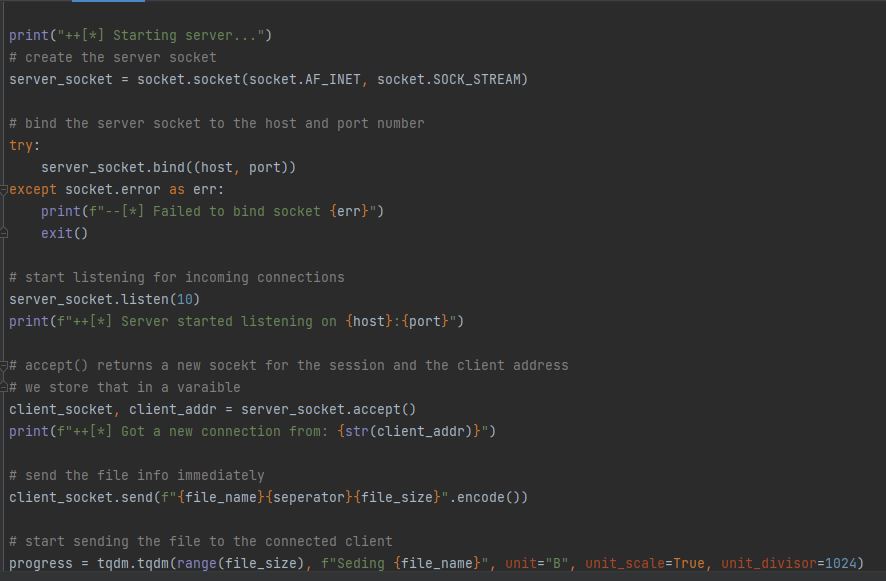 print("++[*] Starting server...")
# create the server socket
server_socket = socket.socket(socket.AF_INET, socket.SOCK_STREAM)
# bind the server socket to the host and port number
try:
    server_socket.bind((host, port))
except socket.error as err:
    print(f"--[*] Failed to bind socket {err}")
    exit()
# start listening for incoming connections
server_socket.listen(10)
print(f"++[*] Server started listening on {host}:{port}")
# accept() returns a new socekt for the session and the client address
# we store that in a varaible
client_socket, client_addr = server_socket.accept()
print(f"++[*] Got a new connection from: {str(client_addr)}")
# send the file info immediately
client_socket.send(f"{file_name}{seperator}{file_size}".encode())
# start sending the file to the connected client
progress = tqdm.tqdm(range(file_size), f"Seding {file_name}", unit="B", unit_scale=True, unit_divisor=1024)